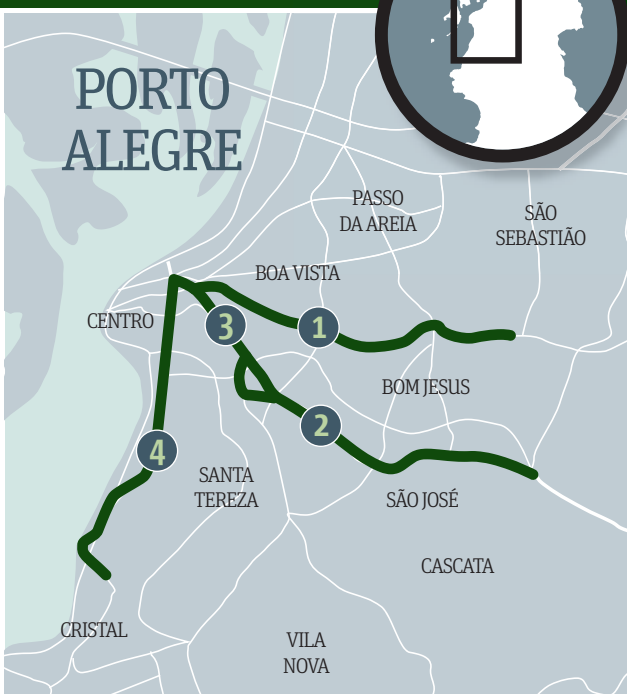 PORTO
ALEGRE
PASSO
DA AREIA
SÃO
SEBASTIÃO
BOA VISTA
CENTRO
3
1
BOM JESUS
2
4
SANTA
TEREZA
SÃO JOSÉ
CASCATA
CRISTAL
VILA
NOVA